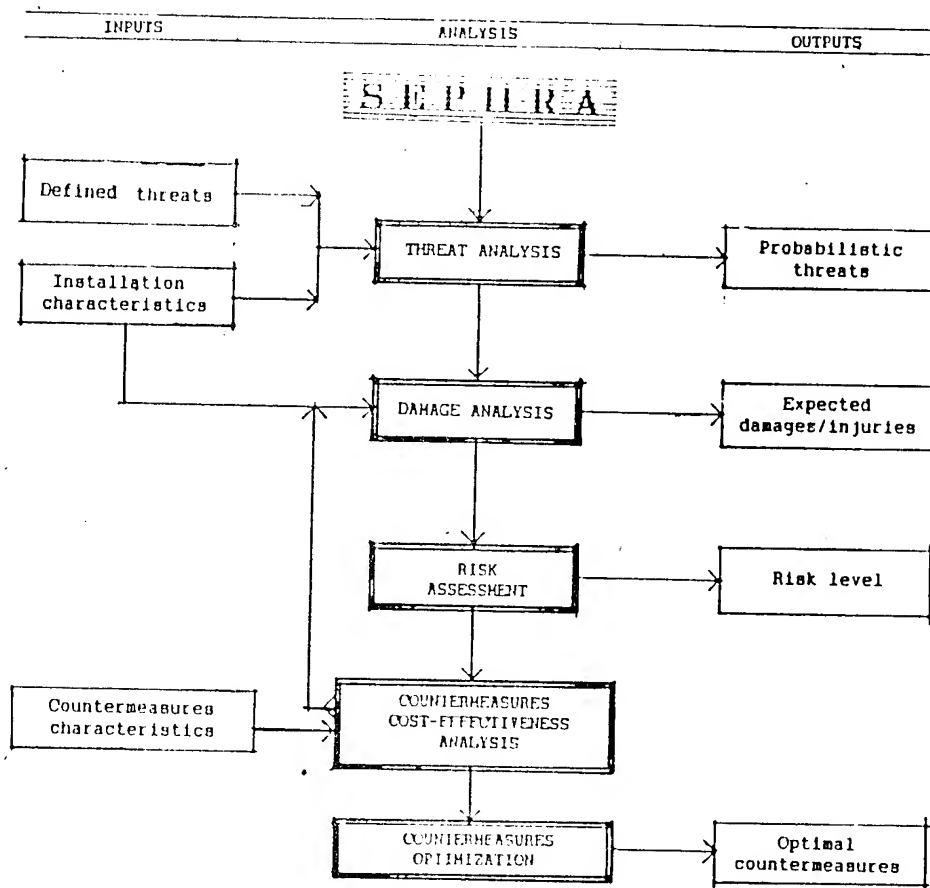 INPUTS
ANALYSIS
OUTPUTS
Defined threats
THREAT ANALYSIS
Probabilistic
threats
Installation
characteristics
DAMAGE ANALYSIS
Expected
damages/injuries
RISK
ASSESSMENT
Risk level
Countermeasures
characteristics
COUNTERMEASURES
COST-EFFECTIVENESS
ANALYSIS
COUNTERMEASURES
OPTIMIZATION
Optimal
countermeasures